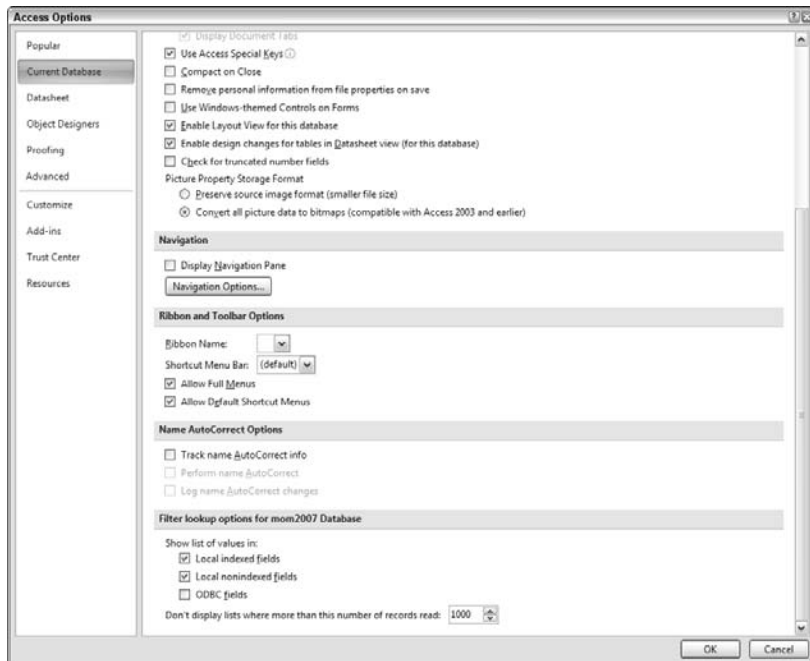 Access Options
Popular
Current Database
Datasheet
Object Designers
Proofing
Advanced
Customize
Add-ins
Trust Center
Resources
Display Document Tabs
Use Access Special Keys
Compact on Close
Remove personal information from file properties on save
Use Windows-themed Controls on Forms
Enable Layout View for this database
Enable design changes for tables in Datasheet view (for this database)
Check for truncated number fields
Picture Property Storage Format
Preserve source image format (smaller file size)
Convert all picture data to bitmaps (compatible with Access 2003 and earlier)
Navigation
Display Navigation Pane
Navigation Options...
Ribbon and Toolbar Options
Ribbon Name:
Shortcut Menu Bar: (default)
Allow Full Menus
Allow Default Shortcut Menus
Name AutoCorrect Options
Track name AutoCorrect info
Perform name AutoCorrect
Log name AutoCorrect changes
Filter lookup options for mom2007 Database
Show list of values in:
Local indexed fields
Local nonindexed fields
ODBC fields
Don't display lists where more than this number of records read: 1000
OK Cancel